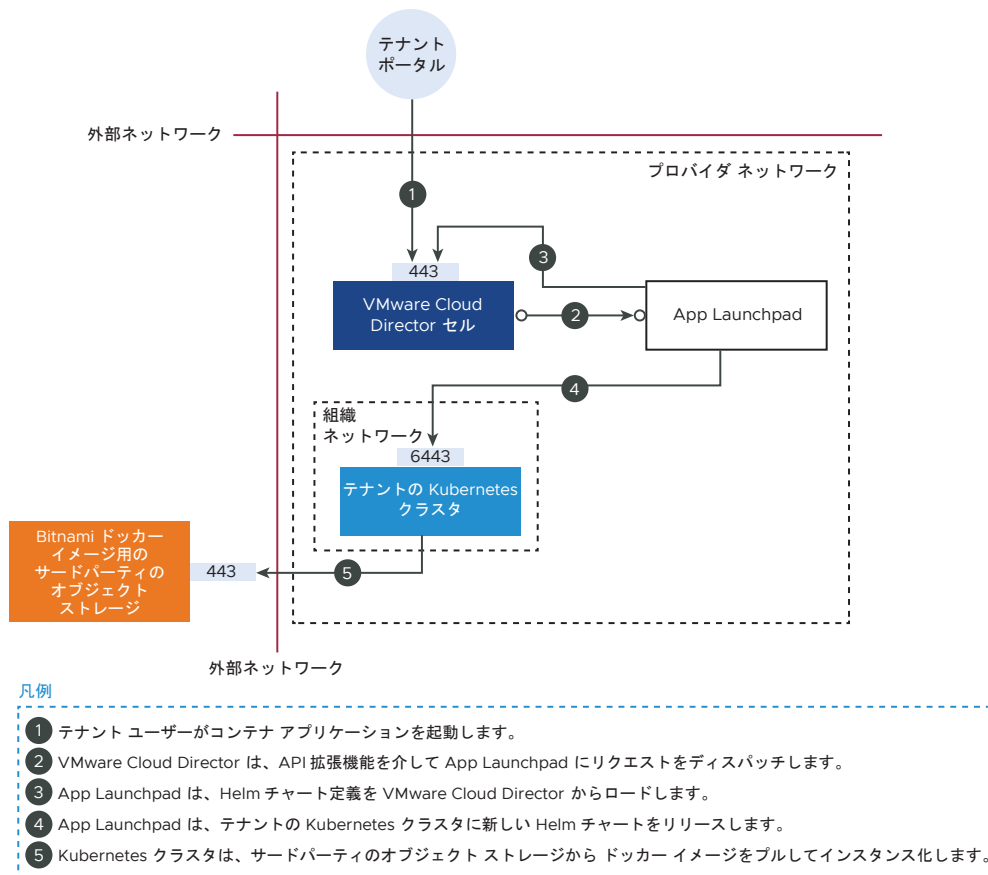 テナント
ポータル
外部ネットワーク
プロバイダ ネットワーク
1
3
443
VMware Cloud
Director セル
2
App Launchpad
4
組織
ネットワーク
6443
テナントの Kubernetes
クラスタ
Bitnami ドッカー
イメージ用の
サードパーティの
オブジェクト
ストレージ
443
5
外部ネットワーク
凡例
1 テナント ユーザーがコンテナ アプリケーションを起動します。
2 VMware Cloud Director は、API 拡張機能を介して App Launchpad にリクエストをディスパッチします。
3 App Launchpad は、Helm チャート定義を VMware Cloud Director からロードします。
4 App Launchpad は、テナントの Kubernetes クラスタに新しい Helm チャートをリリースします。
5 Kubernetes クラスタは、サードパーティのオブジェクト ストレージから ドッカー イメージをプルしてインスタンス化します。